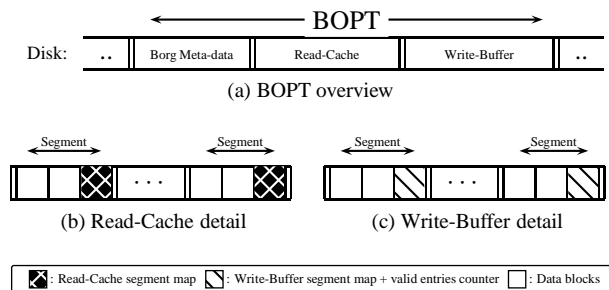 BOPT
Disk: .. Borg Meta-data Read-Cache Write-Buffer ..
(a) BOPT overview
Segment Segment Segment Segment
. . . . . .
(b) Read-Cache detail (c) Write-Buffer detail
: Read-Cache segment map : Write-Buffer segment map + valid entries counter : Data blocks